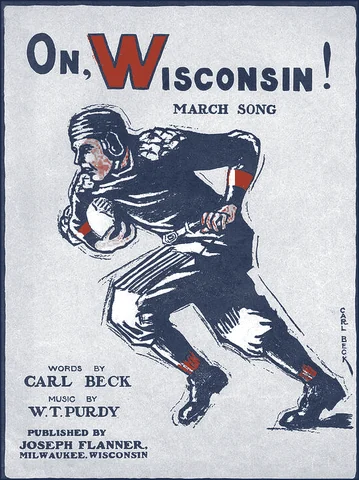 ON, WISCONSIN!
MARCH SONG
CARL BECK
WORDS BY
CARL BECK
MUSIC BY
W.T. PURDY
PUBLISHED BY
JOSEPH FLANNER.
MILWAUKEE, WISCONSIN